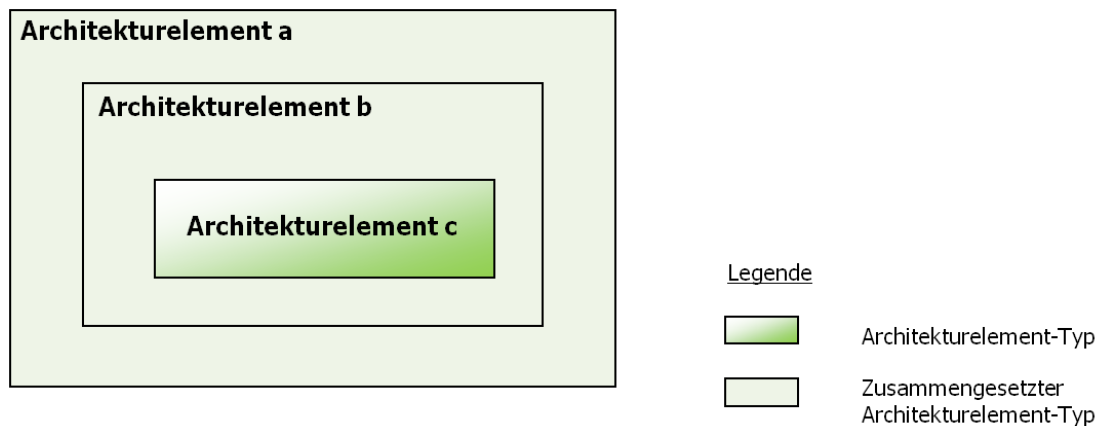 Architekturelement a
Architekturelement b
Architekturelement c
Legende
Architekturelement-Typ
Zusammengesetzter
Architekturelement-Typ